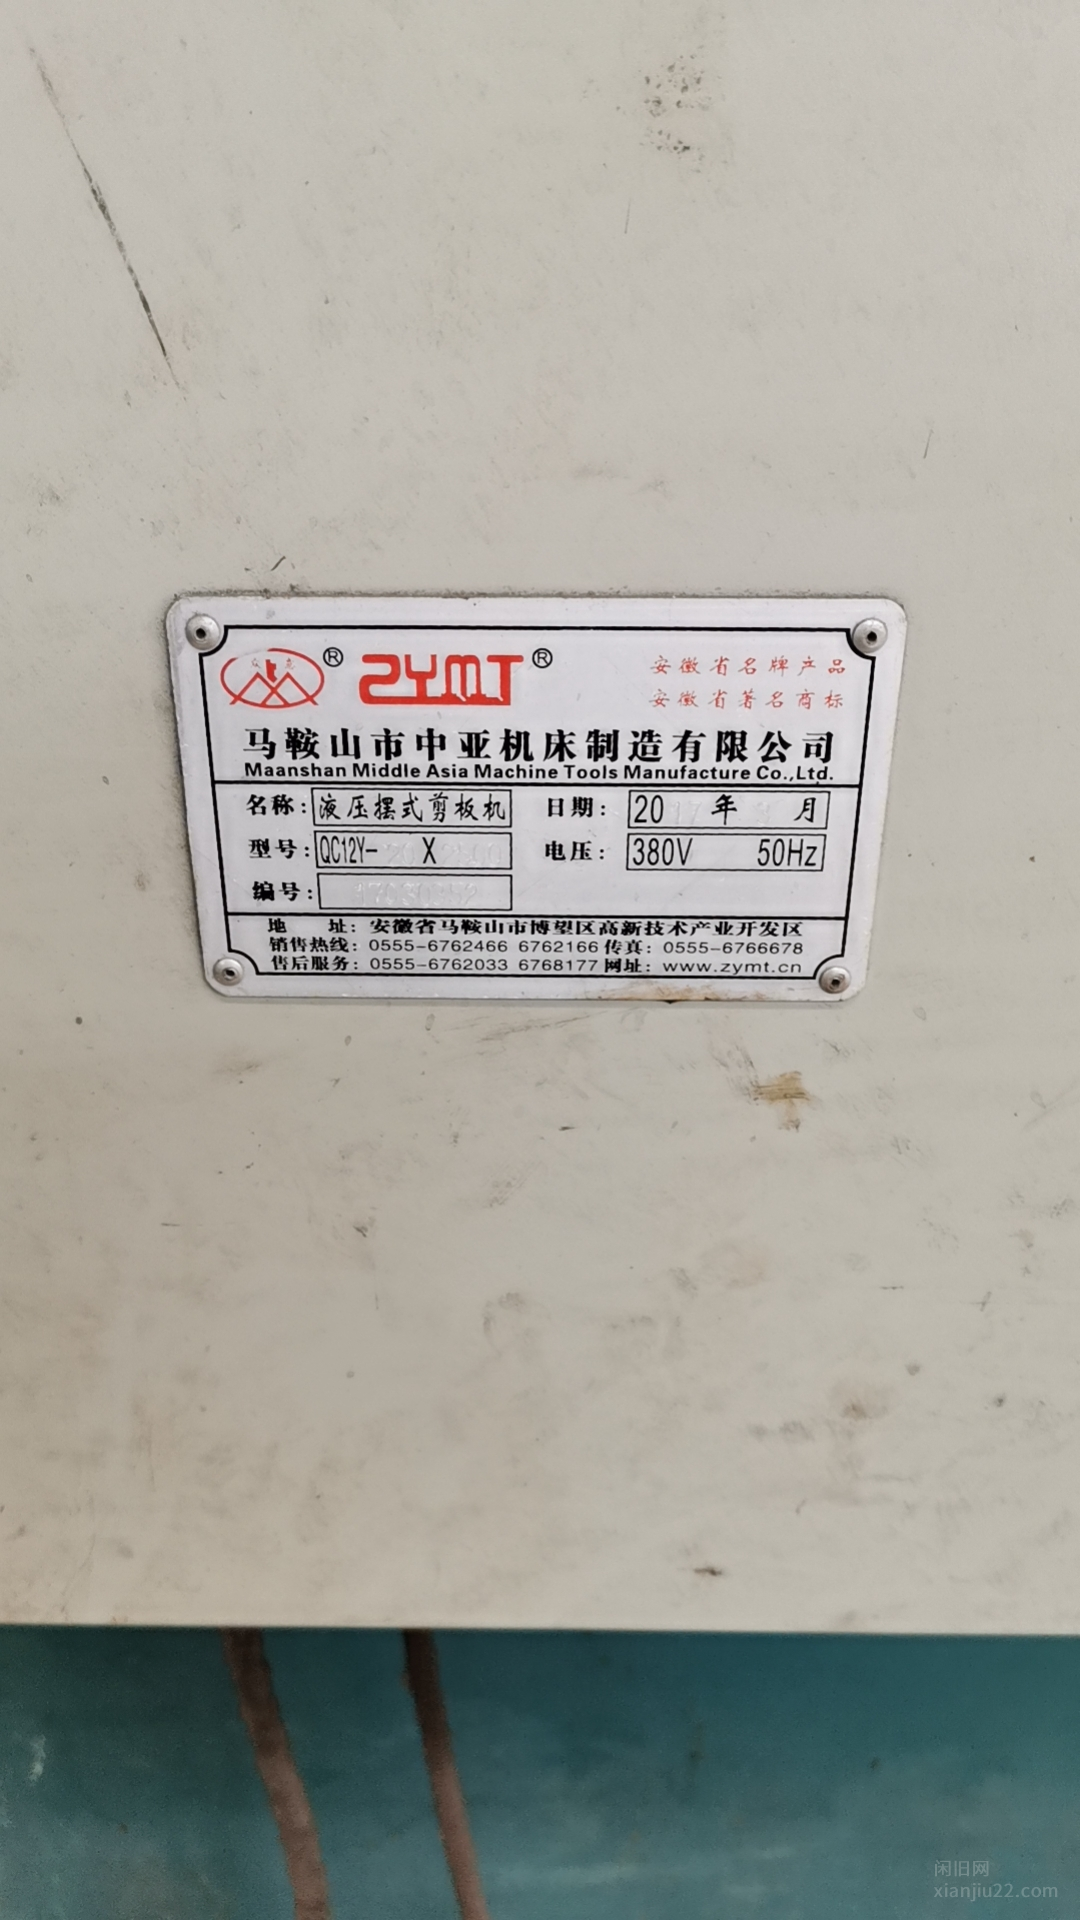 ® ZYMT ®
安徽省名牌产品
安徽省著名商标
马鞍山市中亚机床制造有限公司
Maanshan Middle Asia Machine Tools Manufacture Co.,Ltd.
名称: 液压摆式剪板机 日期: 2017年 月
型号: QC12Y- X 电压: 380V 50Hz
编号:
地 址: 安徽省马鞍山市博望区高新技术产业开发区
销售热线: 0555-6762466 6762166 传真: 0555-6766678
售后服务: 0555-6762033 6768177 网址: www.zymt.cn
闲旧网
xianjiu22.com